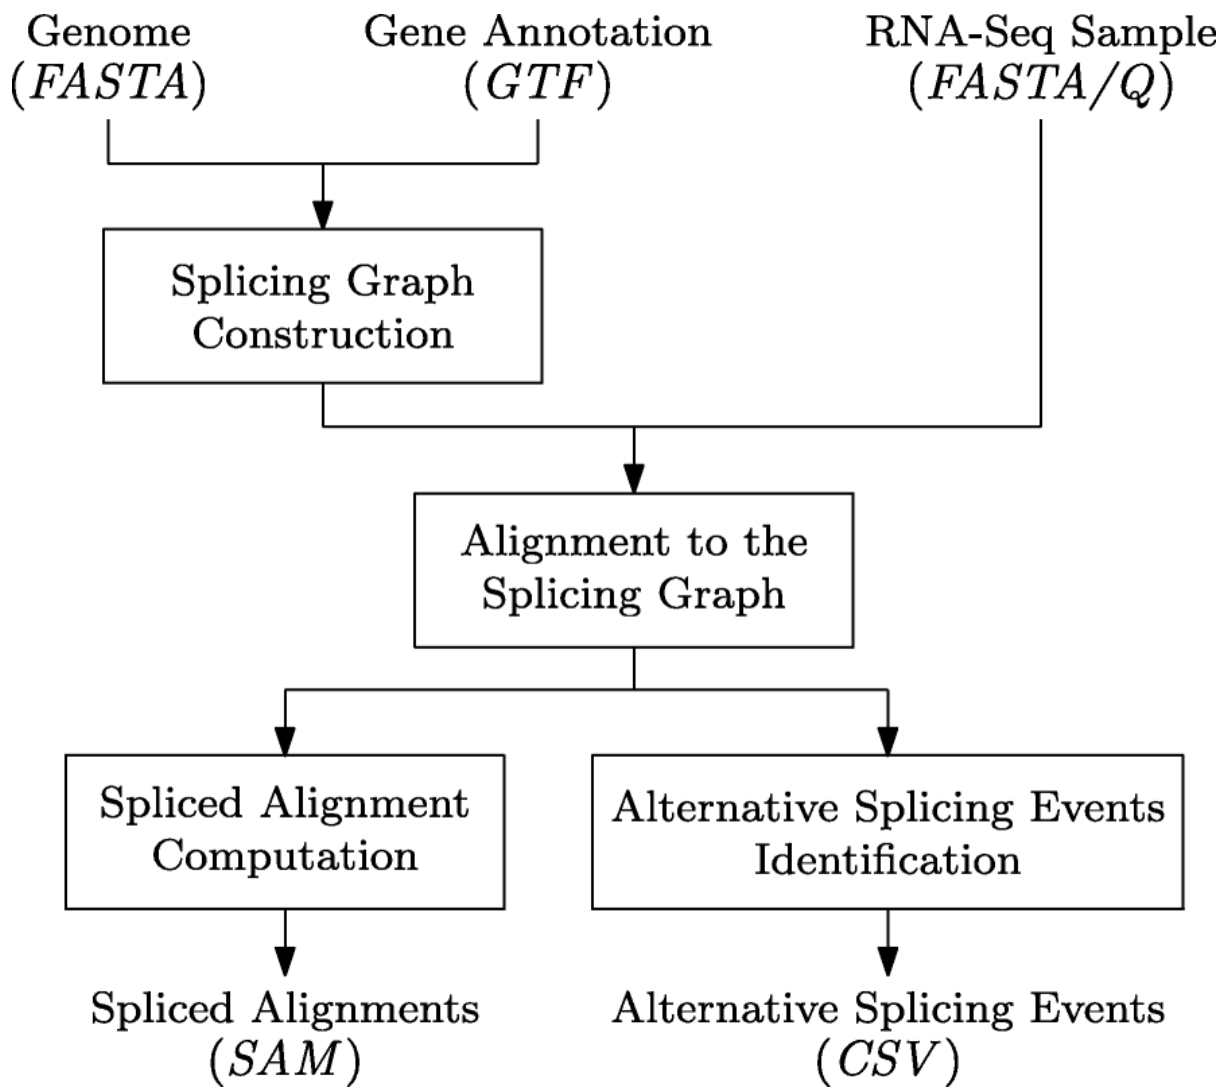 Genome
(FASTA)
Gene Annotation
(GTF)
RNA-Seq Sample
(FASTA/Q)
Splicing Graph
Construction
Alignment to the
Splicing Graph
Spliced Alignment
Computation
Alternative Splicing Events
Identification
Spliced Alignments
(SAM)
Alternative Splicing Events
(CSV)